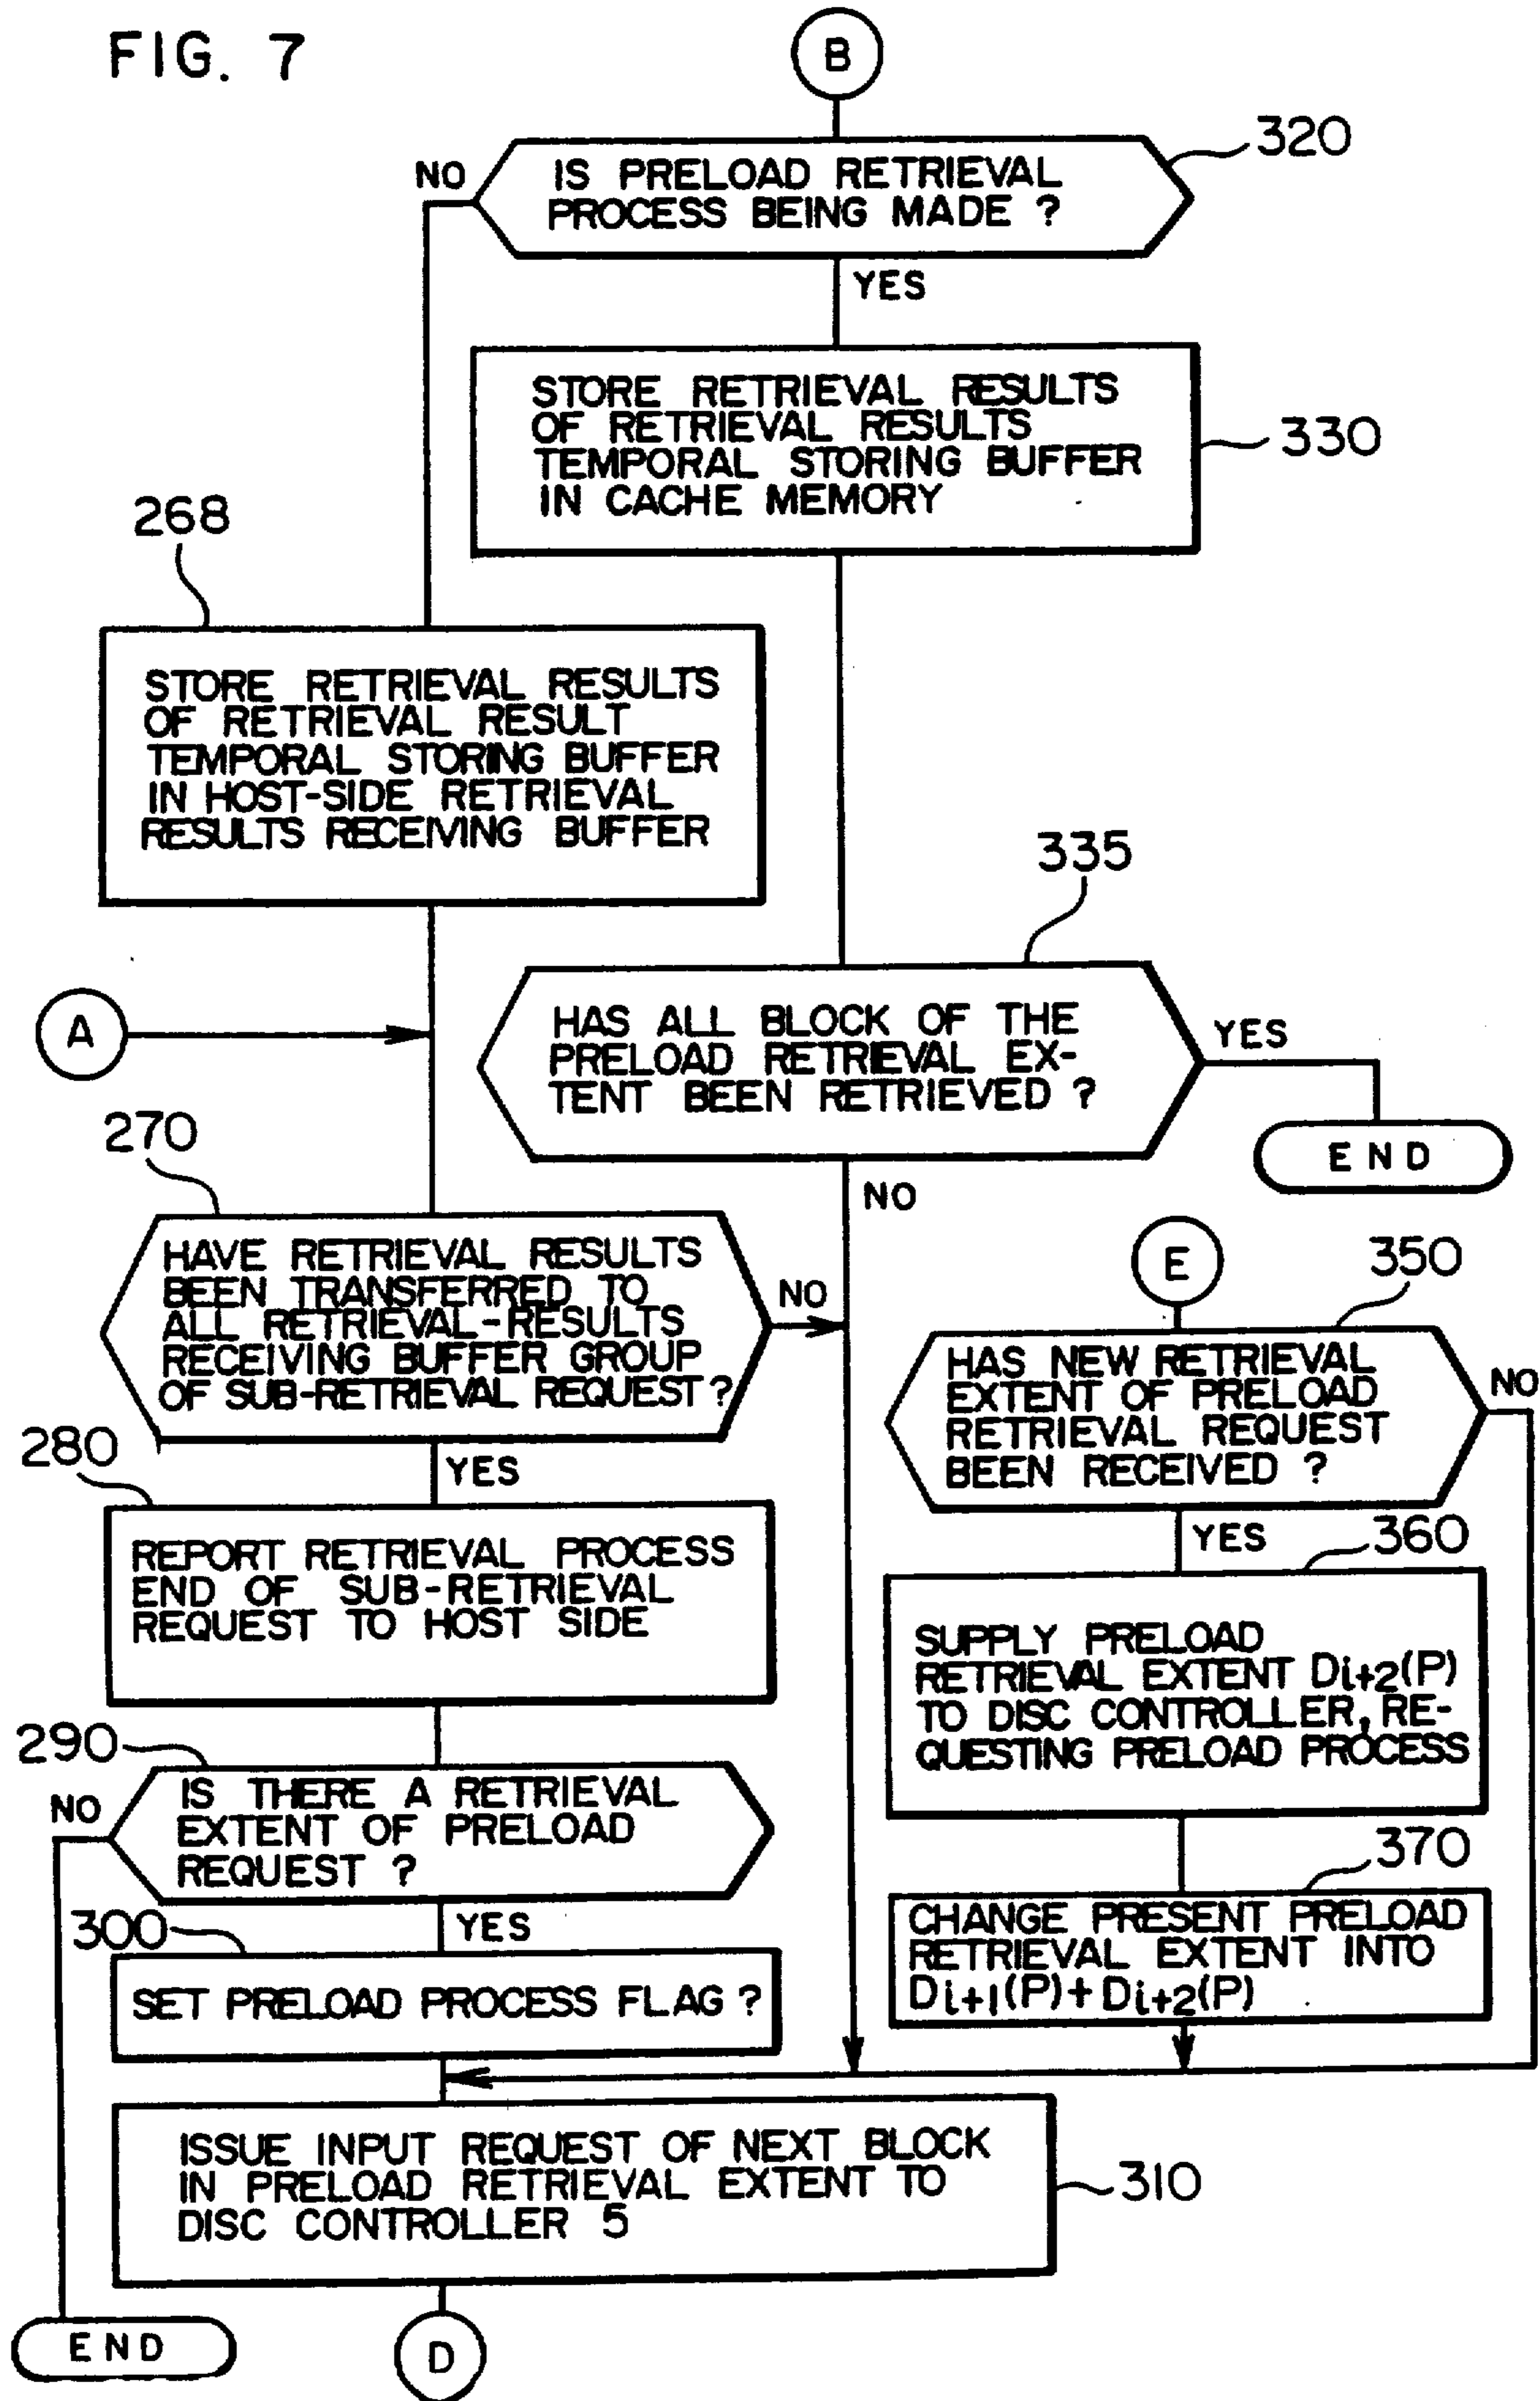 FIG. 7
B
320
NO
IS PRELOAD RETRIEVAL
PROCESS BEING MADE ?
YES
STORE RETRIEVAL RESULTS
OF RETRIEVAL RESULTS
TEMPORAL STORING BUFFER
IN CACHE MEMORY
330
268
STORE RETRIEVAL RESULTS
OF RETRIEVAL RESULT
TEMPORAL STORING BUFFER
IN HOST-SIDE RETRIEVAL
RESULTS RECEIVING BUFFER
335
A
HAS ALL BLOCK OF THE
PRELOAD RETRIEVAL EX-
TENT BEEN RETRIEVED ?
YES
END
NO
270
HAVE RETRIEVAL RESULTS
BEEN TRANSFERRED TO
ALL RETRIEVAL-RESULTS
RECEIVING BUFFER GROUP
OF SUB-RETRIEVAL REQUEST ?
NO
YES
E
350
HAS NEW RETRIEVAL
EXTENT OF PRELOAD
RETRIEVAL REQUEST
BEEN RECEIVED ?
NO
YES
280
REPORT RETRIEVAL PROCESS
END OF SUB-RETRIEVAL
REQUEST TO HOST SIDE
360
SUPPLY PRELOAD
RETRIEVAL EXTENT Di+2(P)
TO DISC CONTROLLER, RE-
QUESTING PRELOAD PROCESS
290
NO
IS THERE A RETRIEVAL
EXTENT OF PRELOAD
REQUEST ?
YES
370
CHANGE PRESENT PRELOAD
RETRIEVAL EXTENT INTO
Di+1(P)+Di+2(P)
300
SET PRELOAD PROCESS FLAG ?
ISSUE INPUT REQUEST OF NEXT BLOCK
IN PRELOAD RETRIEVAL EXTENT TO
DISC CONTROLLER 5
310
END
D